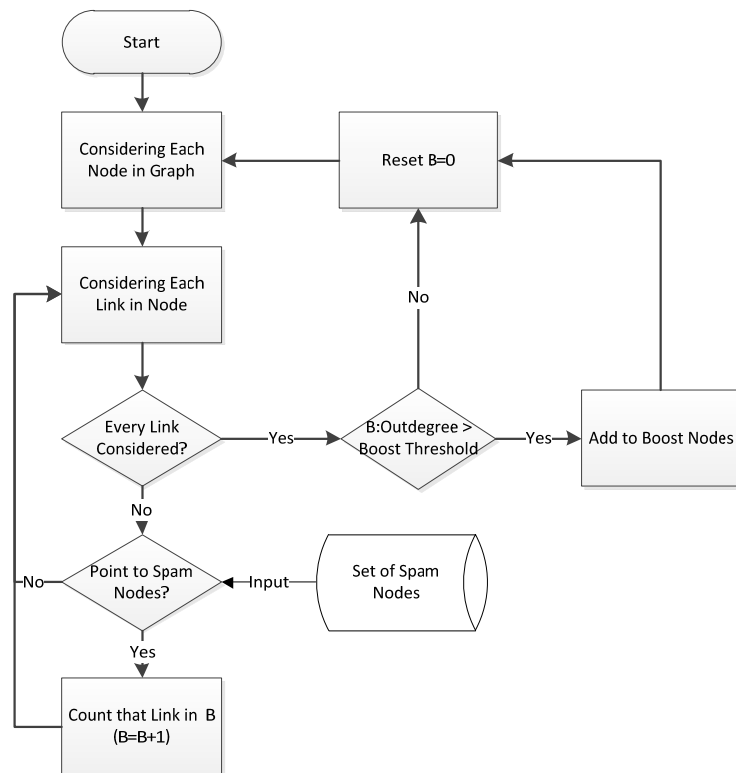 Start
Considering Each
Node in Graph
Reset B=0
Considering Each
Link in Node
No
Every Link
Considered?
Yes
B:Outdegree >
Boost Threshold
Yes
Add to Boost Nodes
No
Point to Spam
Nodes?
No
Input
Set of Spam
Nodes
Yes
Count that Link in B
(B=B+1)